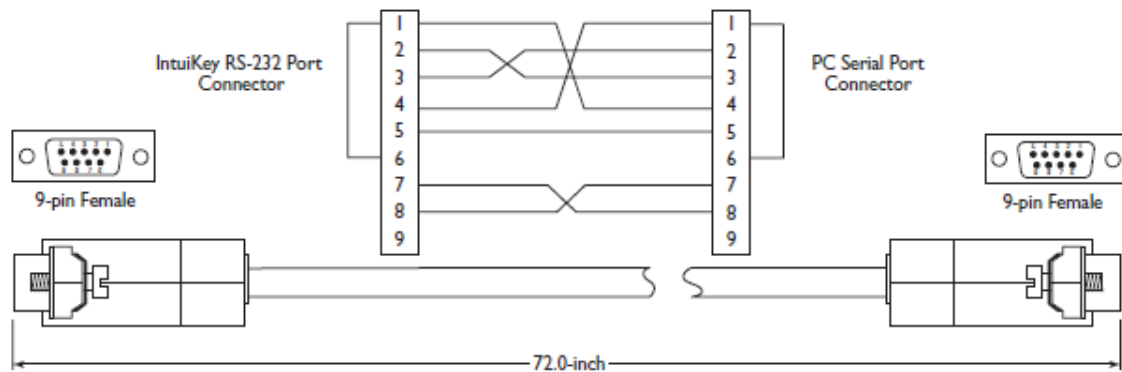 IntuiKey RS-232 Port
Connector
1
2
3
4
5
6
7
8
9
1
2
3
4
5
6
7
8
9
PC Serial Port
Connector
9-pin Female
9-pin Female
72.0-inch